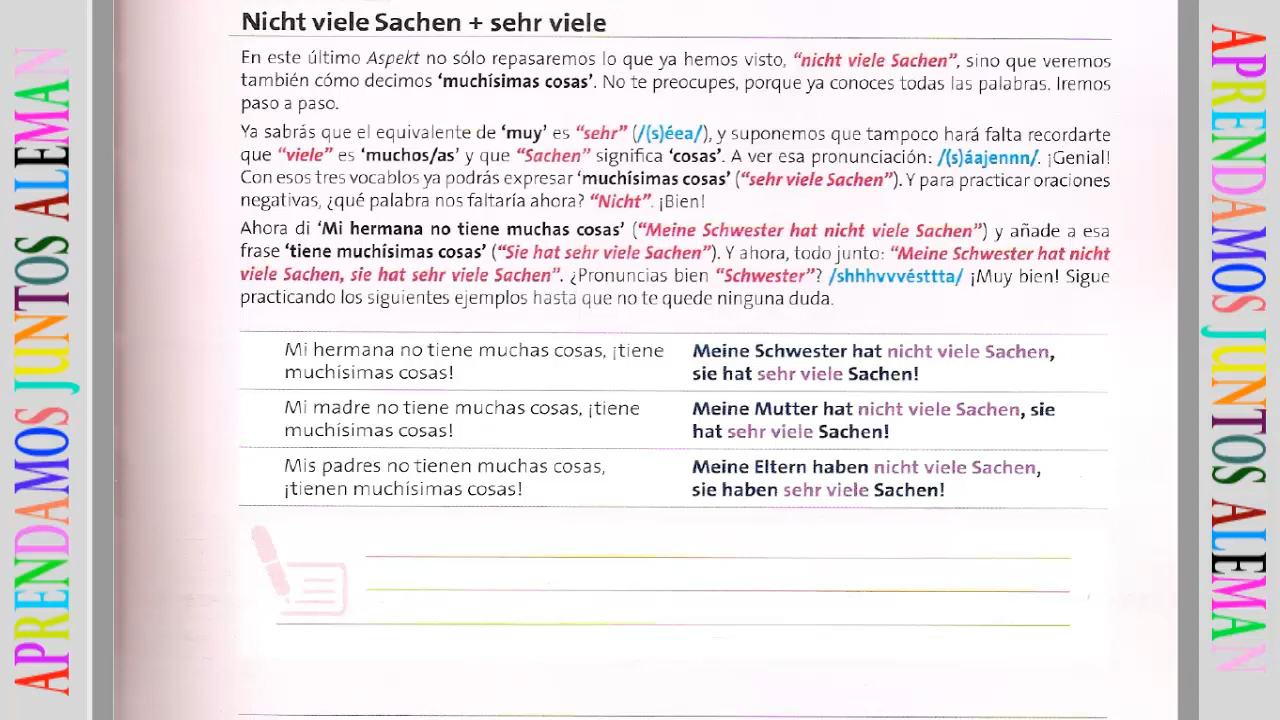 Nicht viele Sachen + sehr viele
En este último Aspekt no sólo repasaremos lo que ya hemos visto, “nicht viele Sachen”, sino que veremos
también cómo decimos ‘muchísimas cosas’. No te preocupes, porque ya conoces todas las palabras. Iremos
paso a paso.
Ya sabrás que el equivalente de ‘muy’ es “sehr” (/(s)éea/), y suponemos que tampoco hará falta recordarte
que “viele” es ‘muchos/as’ y que “Sachen” significa ‘cosas’. A ver esa pronunciación: /(s)áajennn/. ¡Genial!
Con esos tres vocablos ya podrás expresar ‘muchísimas cosas’ (“sehr viele Sachen”). Y para practicar oraciones
negativas, ¿qué palabra nos faltaría ahora? “Nicht”. ¡Bien!
Ahora di ‘Mi hermana no tiene muchas cosas’ (“Meine Schwester hat nicht viele Sachen”) y añade a esa
frase ‘tiene muchísimas cosas’ (“Sie hat sehr viele Sachen”). Y ahora, todo junto: “Meine Schwester hat nicht
viele Sachen, sie hat sehr viele Sachen”. ¿Pronuncias bien “Schwester”? /shhhvvvésttta/ ¡Muy bien! Sigue
practicando los siguientes ejemplos hasta que no te quede ninguna duda.
Mi hermana no tiene muchas cosas, ¡tiene
muchísimas cosas!
Meine Schwester hat nicht viele Sachen,
sie hat sehr viele Sachen!
Mi madre no tiene muchas cosas, ¡tiene
muchísimas cosas!
Meine Mutter hat nicht viele Sachen, sie
hat sehr viele Sachen!
Mis padres no tienen muchas cosas,
¡tienen muchísimas cosas!
Meine Eltern haben nicht viele Sachen,
sie haben sehr viele Sachen!
APRENDAMOS JUNTOS ALEMAN
APRENDAMOS JUNTOS ALEMAN